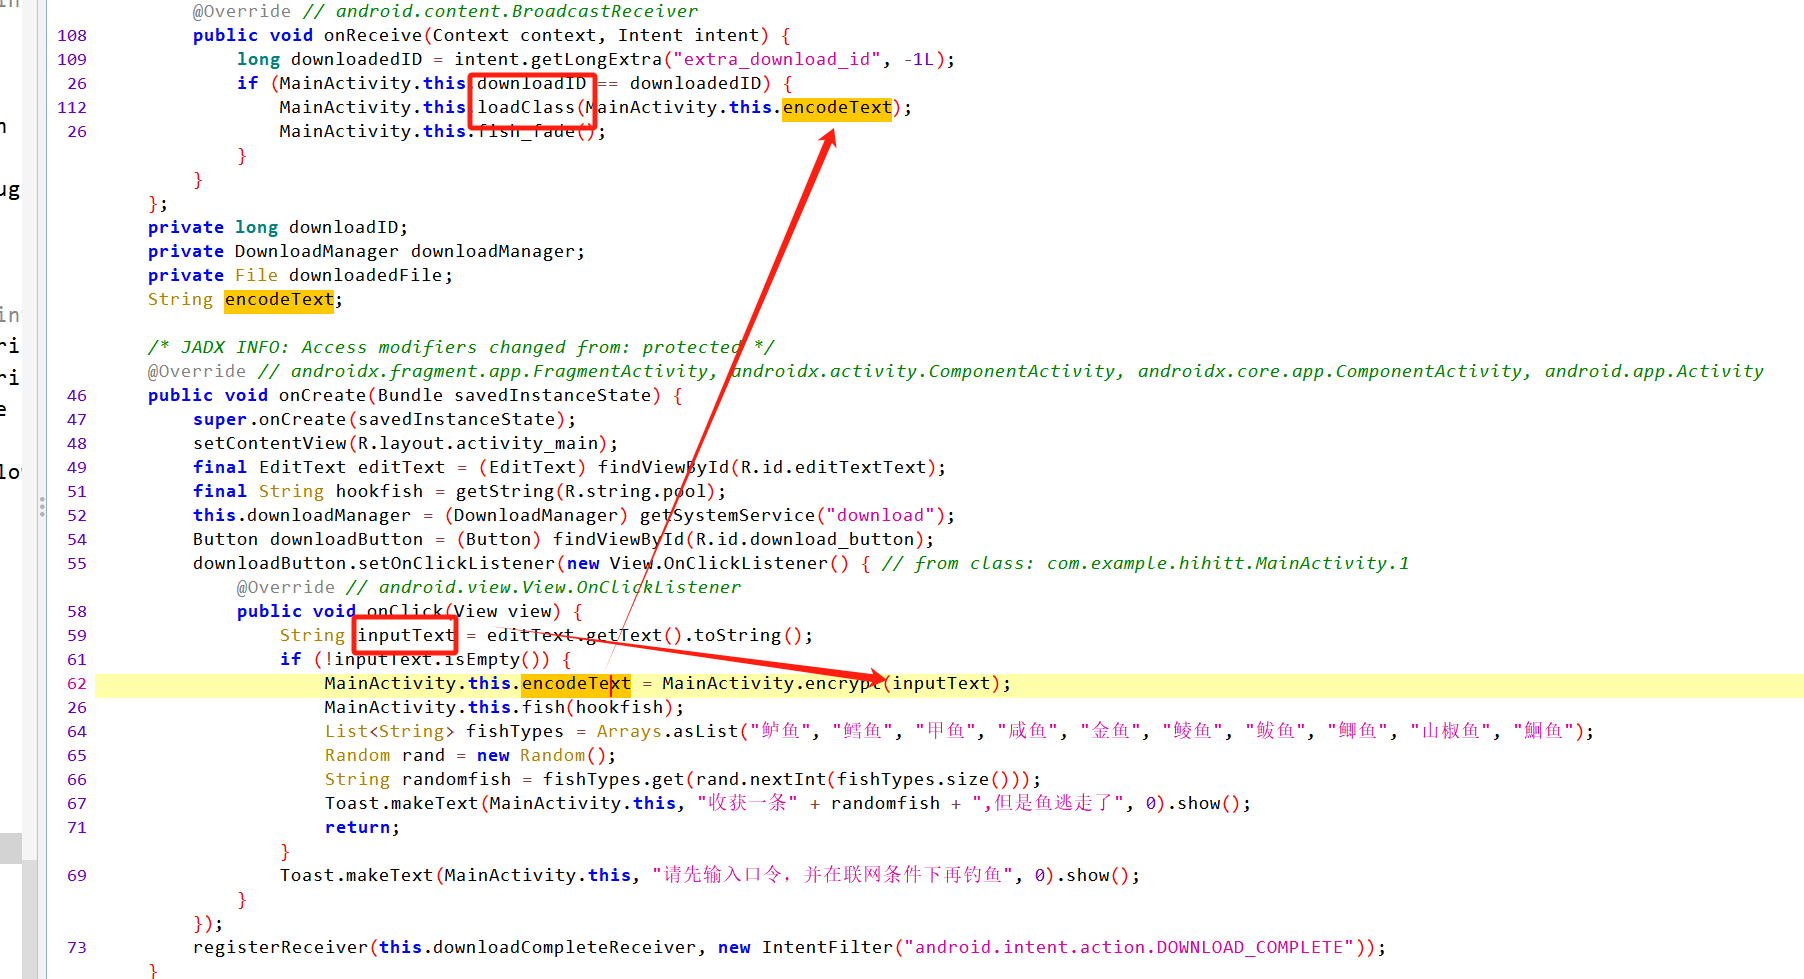 @Override // android.content.BroadcastReceiver
108 public void onReceive(Context context, Intent intent) {
109 long downloadedID = intent.getLongExtra("extra_download_id", -1L);
26 if (MainActivity.this.downloadID == downloadedID) {
112 MainActivity.this.loadClass(MainActivity.this.encodeText);
26 MainActivity.this.fish_fade();
}
}
};
private long downloadID;
private DownloadManager downloadManager;
private File downloadedFile;
String encodeText;
/* JADX INFO: Access modifiers changed from: protected */
@Override // androidx.fragment.app.FragmentActivity, androidx.activity.ComponentActivity, androidx.core.app.ComponentActivity, android.app.Activity
46 public void onCreate(Bundle savedInstanceState) {
47 super.onCreate(savedInstanceState);
48 setContentView(R.layout.activity_main);
49 final EditText editText = (EditText) findViewById(R.id.editTextText);
51 final String hookfish = getString(R.string.pool);
52 this.downloadManager = (DownloadManager) getSystemService("download");
54 Button downloadButton = (Button) findViewById(R.id.download_button);
55 downloadButton.setOnClickListener(new View.OnClickListener() { // from class: com.example.hihitt.MainActivity.1
@Override // android.view.View.OnClickListener
58 public void onClick(View view) {
59 String inputText = editText.getText().toString();
61 if (!inputText.isEmpty()) {
62 MainActivity.this.encodeText = MainActivity.encrypt(inputText);
26 MainActivity.this.fish(hookfish);
64 List<String> fishTypes = Arrays.asList("鲈鱼", "鳕鱼", "甲鱼", "咸鱼", "金鱼", "鲮鱼", "鲅鱼", "鲫鱼", "山椒鱼", "鮰鱼");
65 Random rand = new Random();
66 String randomfish = fishTypes.get(rand.nextInt(fishTypes.size()));
67 Toast.makeText(MainActivity.this, "收获一条" + randomfish + ",但是鱼逃走了", 0).show();
71 return;
}
69 Toast.makeText(MainActivity.this, "请先输入口令，并在联网条件下再钓鱼", 0).show();
}
});
73 registerReceiver(this.downloadCompleteReceiver, new IntentFilter("android.intent.action.DOWNLOAD_COMPLETE"));
}